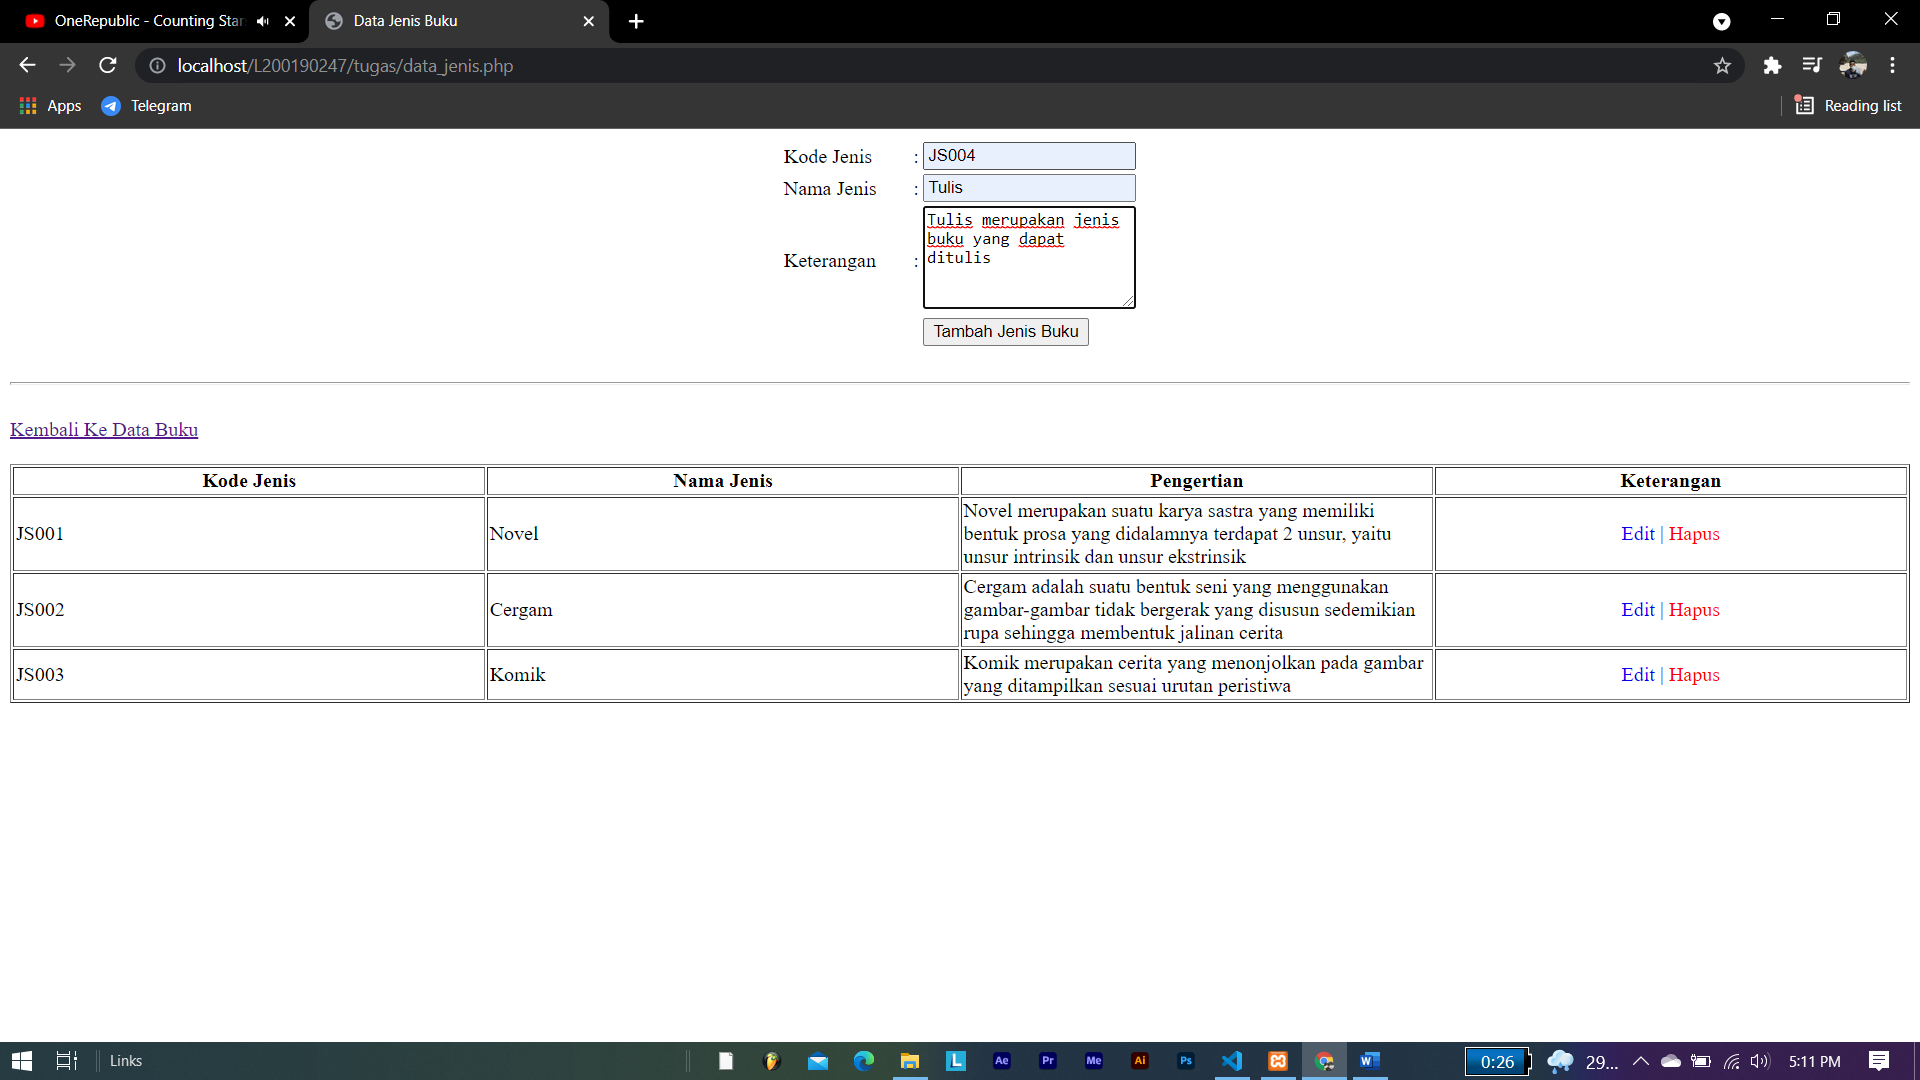 OneRepublic - Counting Star
Data Jenis Buku
localhost/L200190247/tugas/data_jenis.php
Apps
Telegram
Reading list
Kode Jenis : JS004
Nama Jenis : Tulis
Keterangan :
Tulis merupakan jenis
buku yang dapat
ditulis
Tambah Jenis Buku
Kembali Ke Data Buku
Kode Jenis Nama Jenis Pengertian Keterangan
JS001 Novel
Novel merupakan suatu karya sastra yang memiliki
bentuk prosa yang didalamnya terdapat 2 unsur, yaitu
unsur intrinsik dan unsur ekstrinsik
Edit | Hapus
JS002 Cergam
Cergam adalah suatu bentuk seni yang menggunakan
gambar-gambar tidak bergerak yang disusun sedemikian
rupa sehingga membentuk jalinan cerita
Edit | Hapus
JS003 Komik
Komik merupakan cerita yang menonjolkan pada gambar
yang ditampilkan sesuai urutan peristiwa
Edit | Hapus
Links
L
Ae
Pr
Me
Ai
Ps
W
0:26
29...
5:11 PM